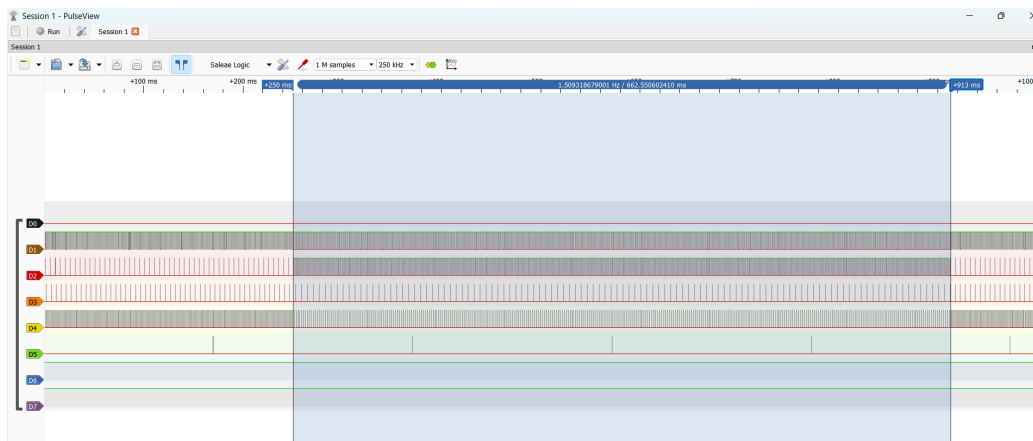 Session 1 - PulseView
Run Session 1
Session 1
Saleae Logic 1 M samples 250 kHz
+100 ms +200 ms +250 ms 1.509318679001 Hz / 662.550602410 ms +913 ms
D0
D1
D2
D3
D4
D5
D6
D7